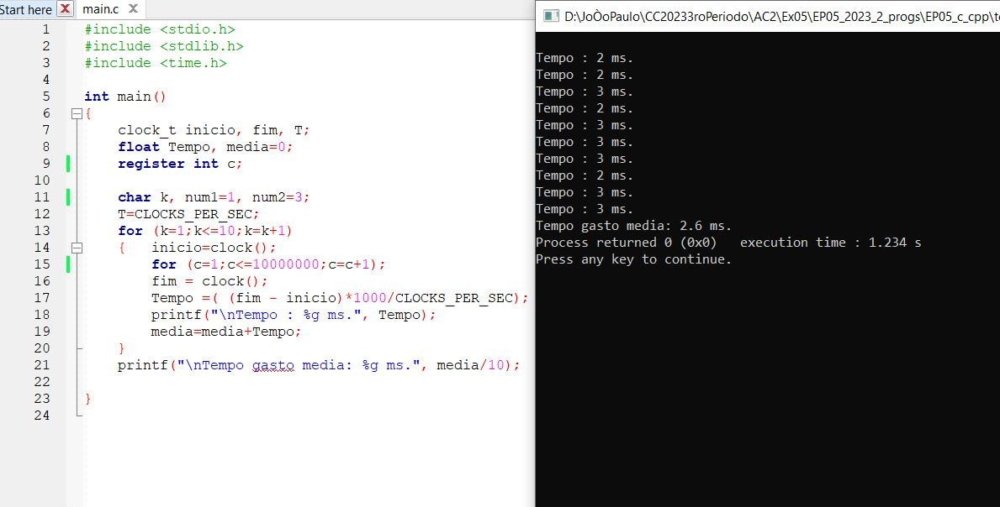 Start here
main.c
1 #include <stdio.h>
2 #include <stdlib.h>
3 #include <time.h>
4
5 int main()
6 {
7 clock_t inicio, fim, T;
8 float Tempo, media=0;
9 register int c;
10
11 char k, num1=1, num2=3;
12 T=CLOCKS_PER_SEC;
13 for (k=1;k<=10;k=k+1)
14 { inicio=clock();
15 for (c=1;c<=10000000;c=c+1);
16 fim = clock();
17 Tempo =( (fim - inicio)*1000/CLOCKS_PER_SEC);
18 printf("\nTempo : %g ms.", Tempo);
19 media=media+Tempo;
20 }
21 printf("\nTempo gasto media: %g ms.", media/10);
22
23 }
24
D:\JoÒoPaulo\CC20233roPeriodo\AC2\Ex05\EP05_2023_2_progs\EP05_c_cpp\t
Tempo : 2 ms.
Tempo : 2 ms.
Tempo : 3 ms.
Tempo : 2 ms.
Tempo : 3 ms.
Tempo : 3 ms.
Tempo : 3 ms.
Tempo : 2 ms.
Tempo : 3 ms.
Tempo : 3 ms.
Tempo gasto media: 2.6 ms.
Process returned 0 (0x0) execution time : 1.234 s
Press any key to continue.